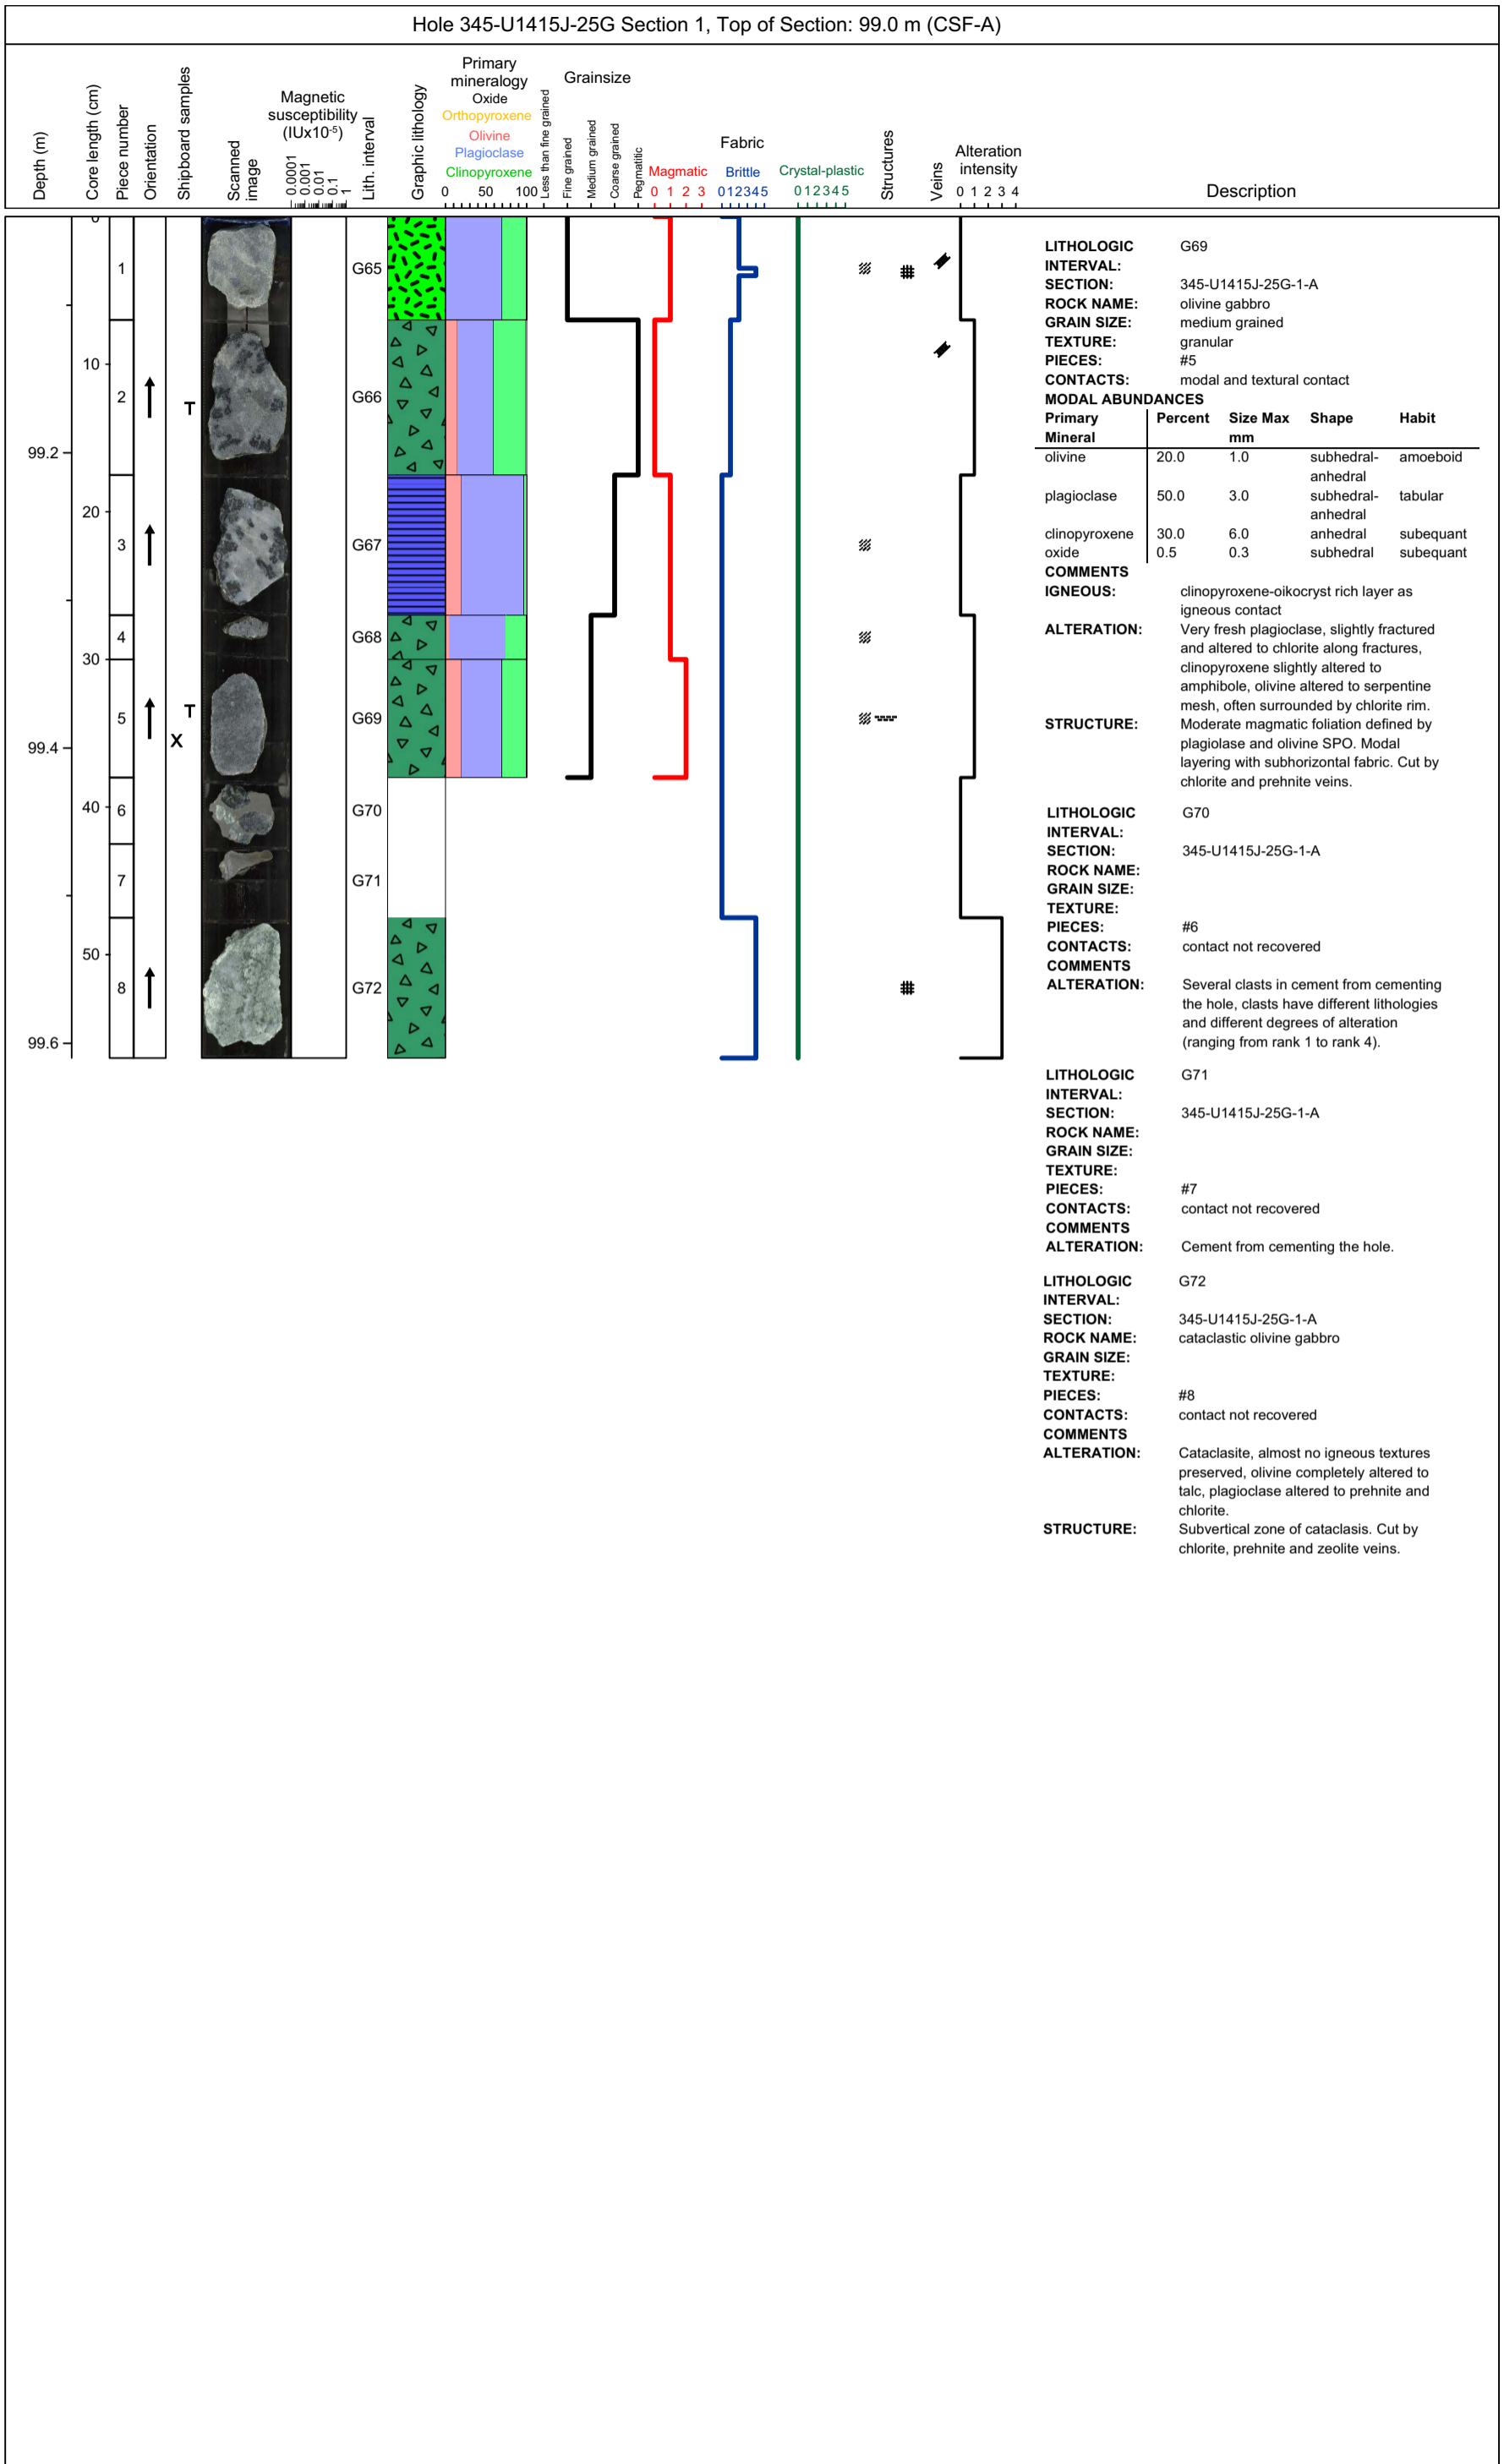 Hole 345-U1415J-25G Section 1, Top of Section: 99.0 m (CSF-A)
Depth (m)
Core length (cm)
Piece number
Orientation
Shipboard samples
Scanned image
Magnetic susceptibility (IUx10-5)
0.0001 0.001 0.01 0.1 1
Lith. interval
Graphic lithology
Primary mineralogy
Oxide
Orthopyroxene
Olivine
Plagioclase
Clinopyroxene
0 50 100
Grainsize
Less than fine grained
Fine grained
Medium grained
Coarse grained
Pegmatitic
Fabric
Magmatic
0 1 2 3
Brittle
012345
Crystal-plastic
012345
Structures
Veins
Alteration intensity
0 1 2 3 4
Description
0
1 G65
10
2 T G66
99.2
20
3 G67
4 G68
30
5 T G69
X
99.4
40 6 G70
7 G71
50
8 G72
99.6
LITHOLOGIC G69
INTERVAL:
SECTION: 345-U1415J-25G-1-A
ROCK NAME: olivine gabbro
GRAIN SIZE: medium grained
TEXTURE: granular
PIECES: #5
CONTACTS: modal and textural contact
MODAL ABUNDANCES
Primary Percent Size Max Shape Habit
Mineral mm
olivine 20.0 1.0 subhedral- amoeboid
anhedral
plagioclase 50.0 3.0 subhedral- tabular
anhedral
clinopyroxene 30.0 6.0 anhedral subequant
oxide 0.5 0.3 subhedral subequant
COMMENTS
IGNEOUS: clinopyroxene-oikocryst rich layer as
igneous contact
ALTERATION: Very fresh plagioclase, slightly fractured
and altered to chlorite along fractures,
clinopyroxene slightly altered to
amphibole, olivine altered to serpentine
mesh, often surrounded by chlorite rim.
STRUCTURE: Moderate magmatic foliation defined by
plagiolase and olivine SPO. Modal
layering with subhorizontal fabric. Cut by
chlorite and prehnite veins.
LITHOLOGIC G70
INTERVAL:
SECTION: 345-U1415J-25G-1-A
ROCK NAME:
GRAIN SIZE:
TEXTURE:
PIECES: #6
CONTACTS: contact not recovered
COMMENTS
ALTERATION: Several clasts in cement from cementing
the hole, clasts have different lithologies
and different degrees of alteration
(ranging from rank 1 to rank 4).
LITHOLOGIC G71
INTERVAL:
SECTION: 345-U1415J-25G-1-A
ROCK NAME:
GRAIN SIZE:
TEXTURE:
PIECES: #7
CONTACTS: contact not recovered
COMMENTS
ALTERATION: Cement from cementing the hole.
LITHOLOGIC G72
INTERVAL:
SECTION: 345-U1415J-25G-1-A
ROCK NAME: cataclastic olivine gabbro
GRAIN SIZE:
TEXTURE:
PIECES: #8
CONTACTS: contact not recovered
COMMENTS
ALTERATION: Cataclasite, almost no igneous textures
preserved, olivine completely altered to
talc, plagioclase altered to prehnite and
chlorite.
STRUCTURE: Subvertical zone of cataclasis. Cut by
chlorite, prehnite and zeolite veins.